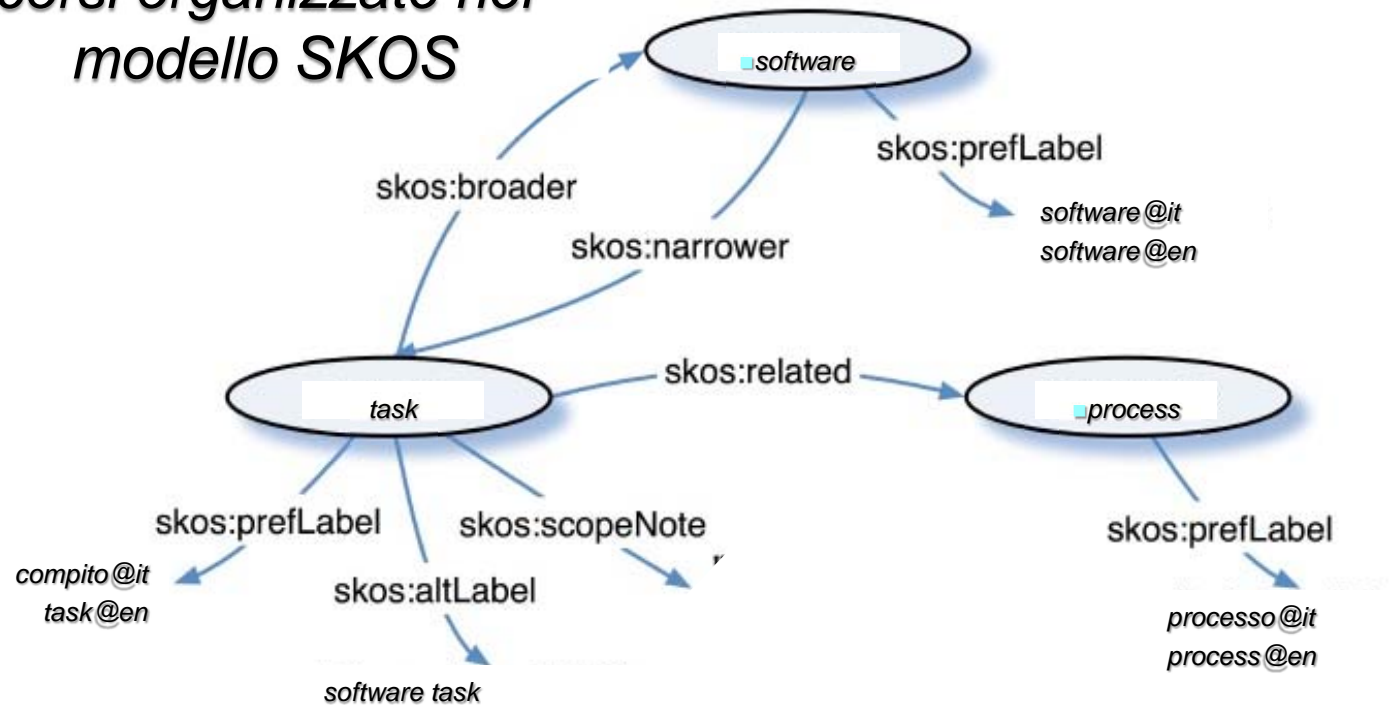 modello SKOS
software
skos:prefLabel
skos:broader
software@it
skos:narrower
software@en
skos:related
task
process
skos:prefLabel
skos:scopeNote
skos:prefLabel
compito@it
skos:altLabel
task@en
processo@it
process@en
software task